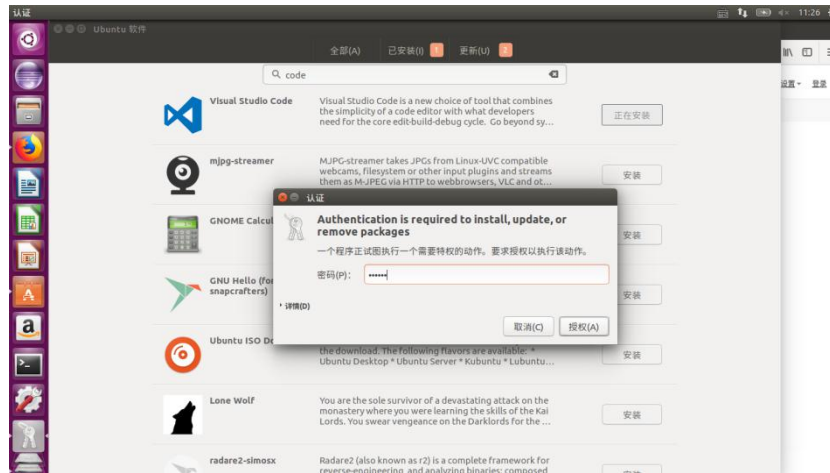 认证
11:26
Ubuntu 软件
全部(A) 已安装(I) 1 更新(U) 2
设置 登录
code
Visual Studio Code
Visual Studio Code is a new choice of tool that combines
the simplicity of a code editor with what developers
need for the core edit-build-debug cycle. Go beyond sy...
正在安装
mjpg-streamer
MJPG-streamer takes JPGs from Linux-UVC compatible
webcams, filesystem or other input plugins and streams
them as M-JPEG via HTTP to webbrowsers, VLC and ot...
安装
认证
Authentication is required to install, update, or
remove packages
一个程序正试图执行一个需要特权的动作。要求授权以执行该动作。
密码(P): ••••••
详情(D)
取消(C) 授权(A)
GNOME Calcul
安装
GNU Hello (for
snapcrafters)
安装
Ubuntu ISO Do
the download. The following flavors are available: *
Ubuntu Desktop * Ubuntu Server * Kubuntu * Lubuntu...
安装
Lone Wolf
You are the sole survivor of a devastating attack on the
monastery where you were learning the skills of the Kai
Lords. You swear vengeance on the Darklords for the ...
安装
radare2-simosx
Radare2 (also known as r2) is a complete framework for
reverse-engineering and analyzing binaries; composed